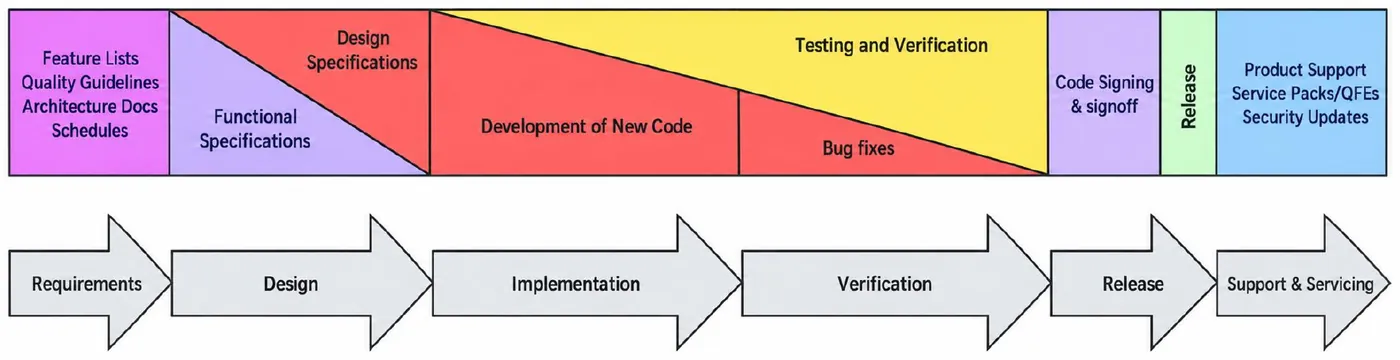 Feature Lists
Quality Guidelines
Architecture Docs
Schedules
Functional
Specifications
Design
Specifications
Development of New Code
Testing and Verification
Bug fixes
Code Signing
& signoff
Release
Product Support
Service Packs/QFEs
Security Updates
Requirements
Design
Implementation
Verification
Release
Support & Servicing